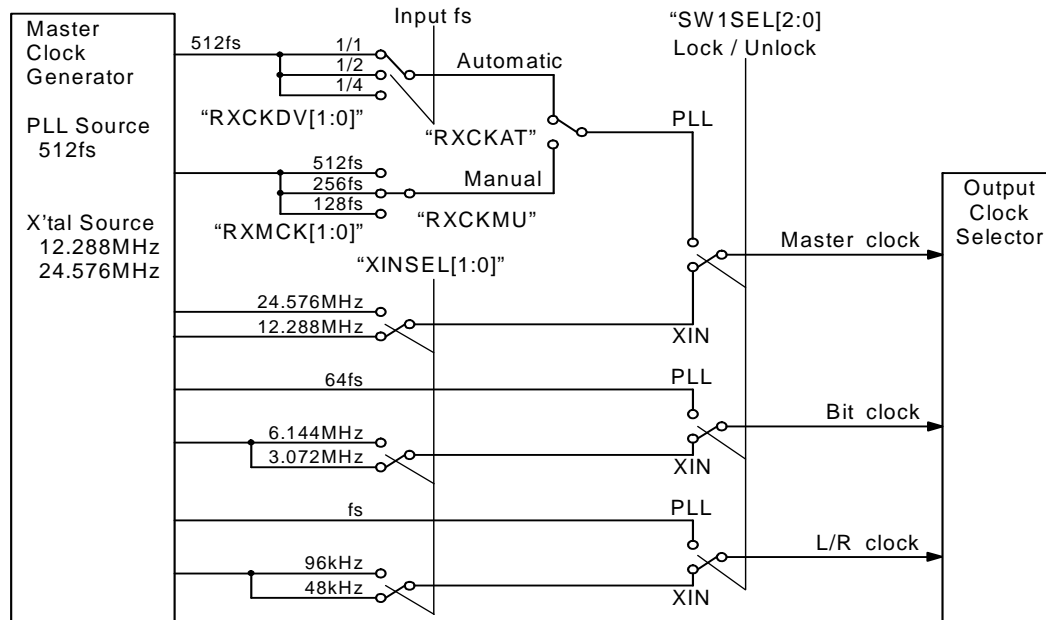 Master
Clock
Generator
PLL Source
512fs
X'tal Source
12.288MHz
24.576MHz
Input fs
“SW1SEL[2:0]
Lock / Unlock
512fs
1/1
1/2
1/4
Automatic
“RXCKDV[1:0]”
“RXCKAT”
PLL
512fs
256fs
128fs
Manual
“RXMCK[1:0]”
“RXCKMU”
Output
Clock
Selector
Master clock
“XINSEL[1:0]”
24.576MHz
12.288MHz
XIN
64fs
PLL
Bit clock
6.144MHz
3.072MHz
XIN
fs
PLL
L/R clock
96kHz
48kHz
XIN